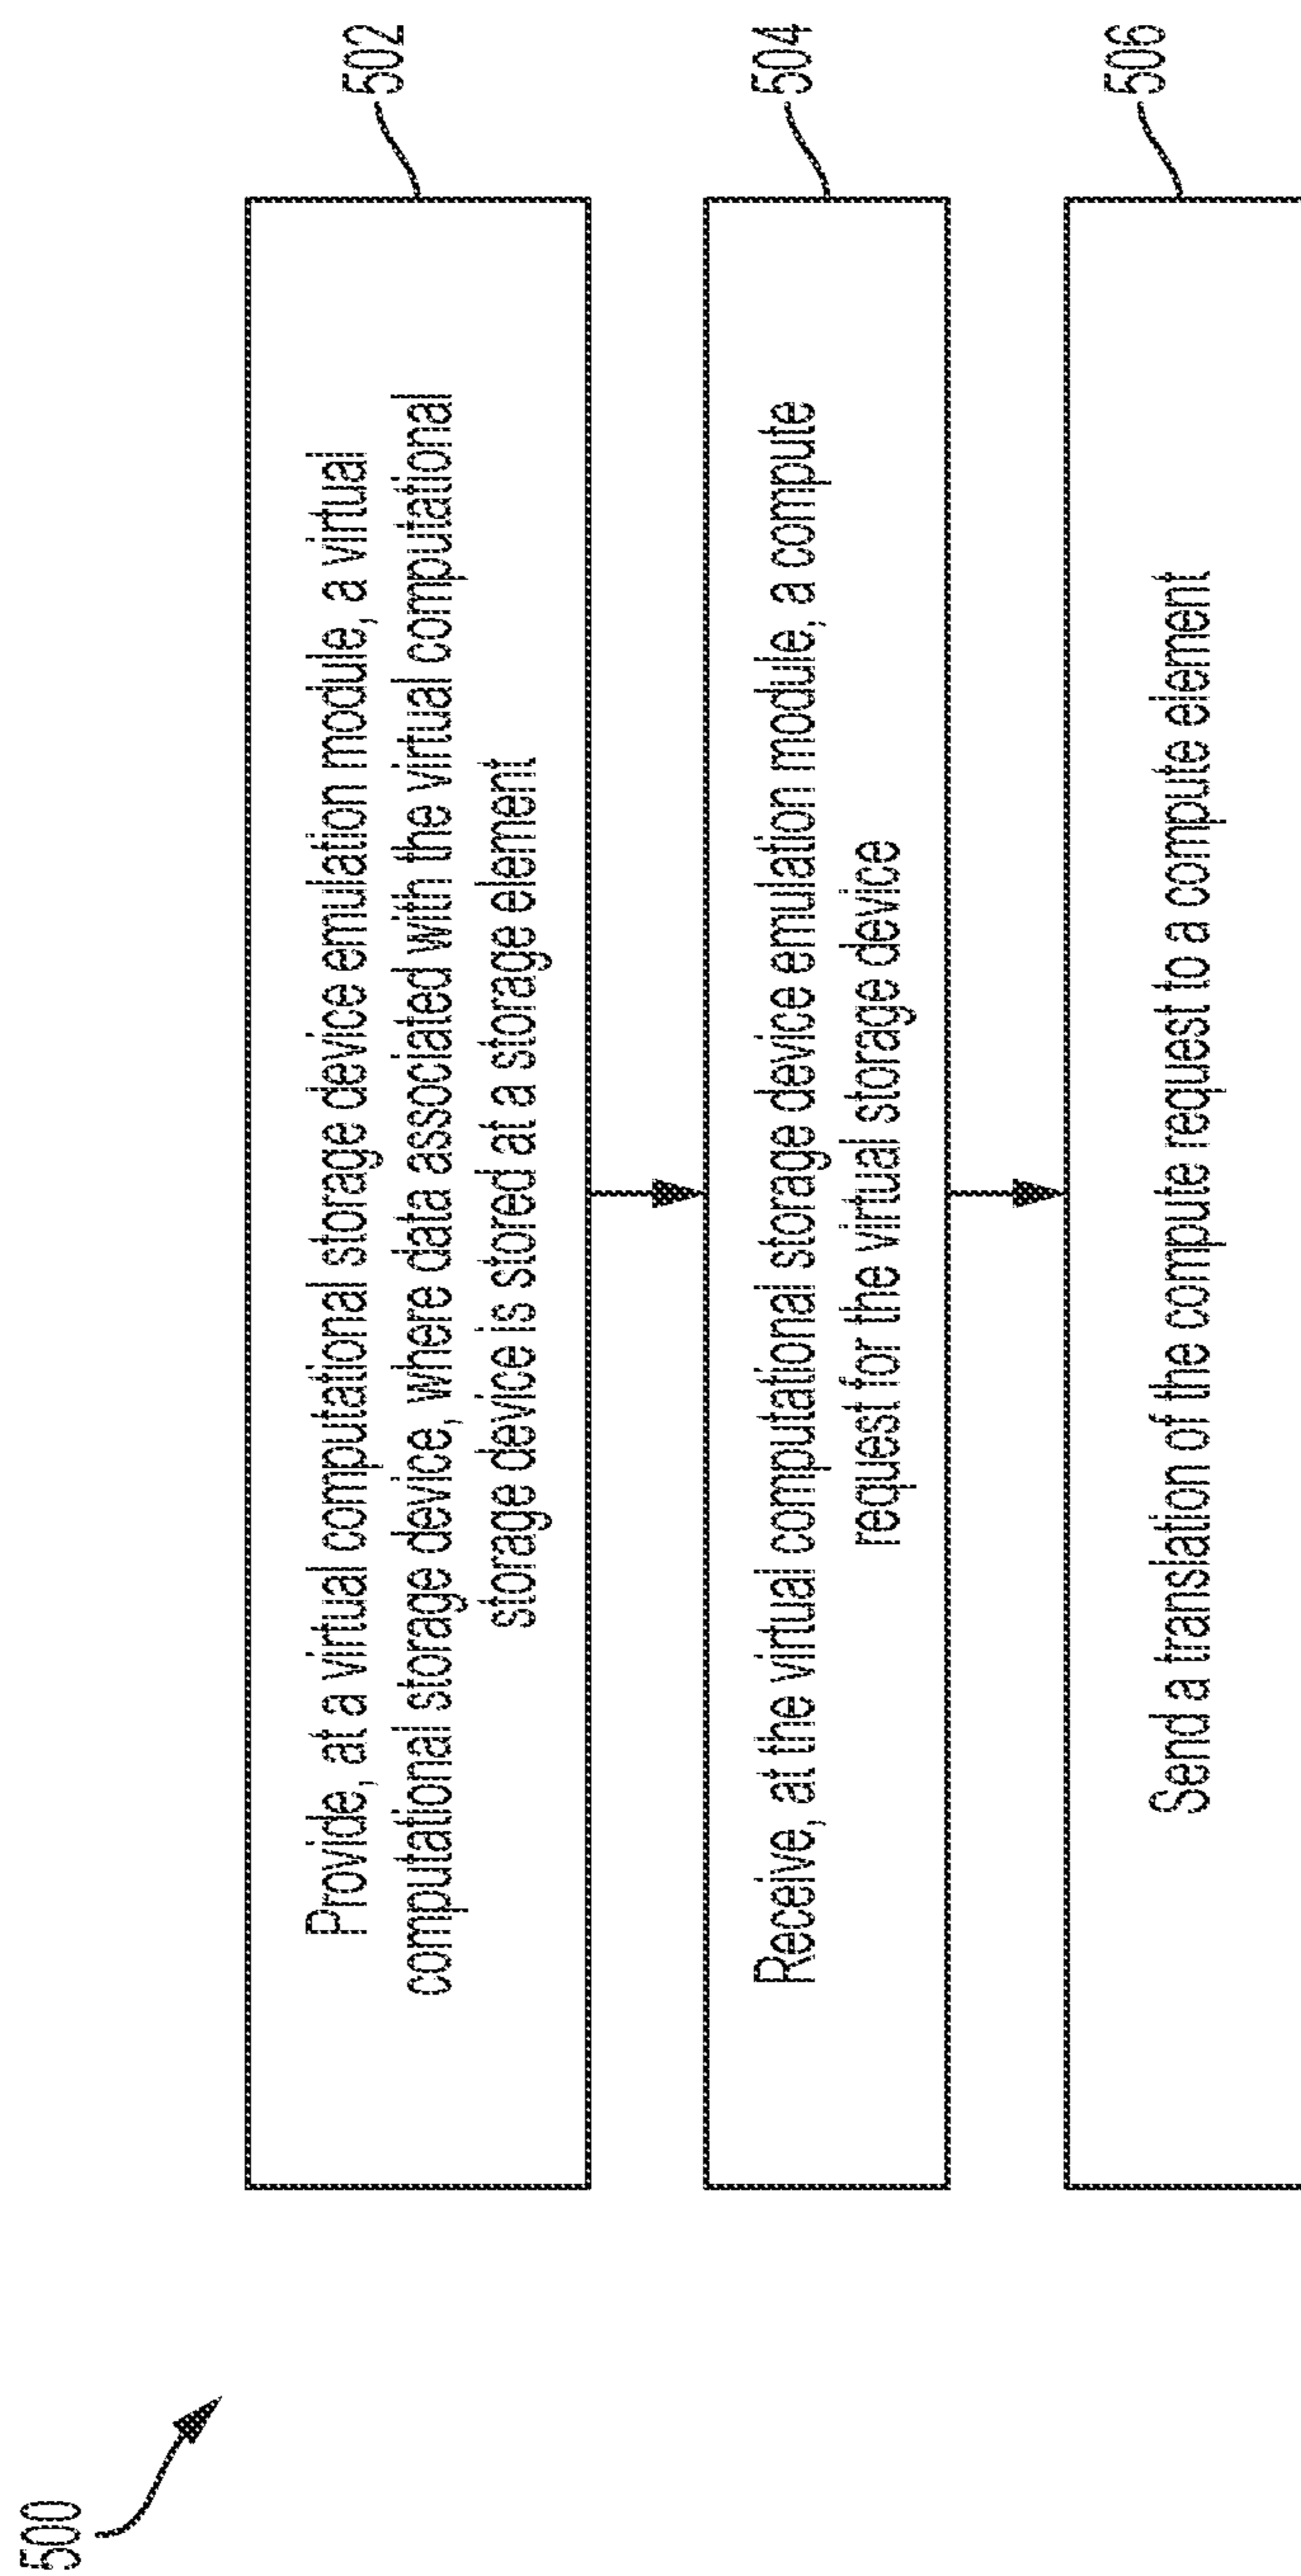 500
Provide, at a virtual computational storage device emulation module, a virtual
computational storage device, where data associated with the virtual computational
storage device is stored at a storage element
502
Receive, at the virtual computational storage device emulation module, a compute
request for the virtual storage device
504
Send a translation of the compute request to a compute element
506